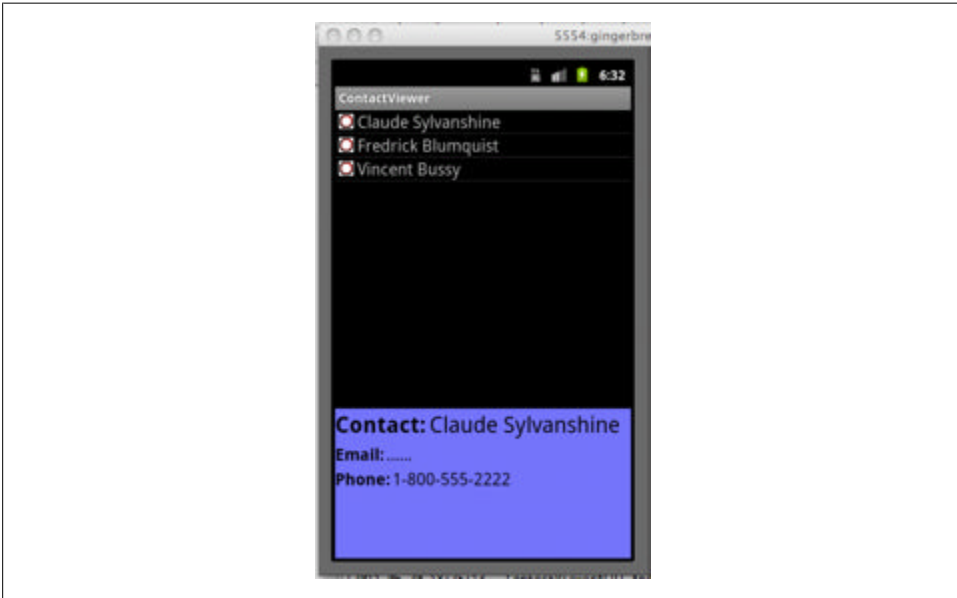 5554:gingerbre
6:32
ContactViewer
Claude Sylvanshine
Fredrick Blumquist
Vincent Bussy
Contact: Claude Sylvanshine
Email: ......
Phone: 1-800-555-2222